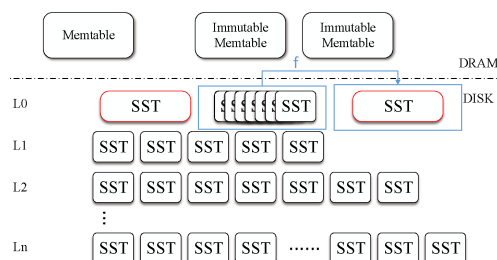 Memtable
Immutable Memtable
Immutable Memtable
f
DRAM
DISK
L0 SST S S S S S S SST SST
L1 SST SST SST SST SST
L2 SST SST SST SST SST SST SST
⋮
Ln SST SST SST SST ...... SST SST SST